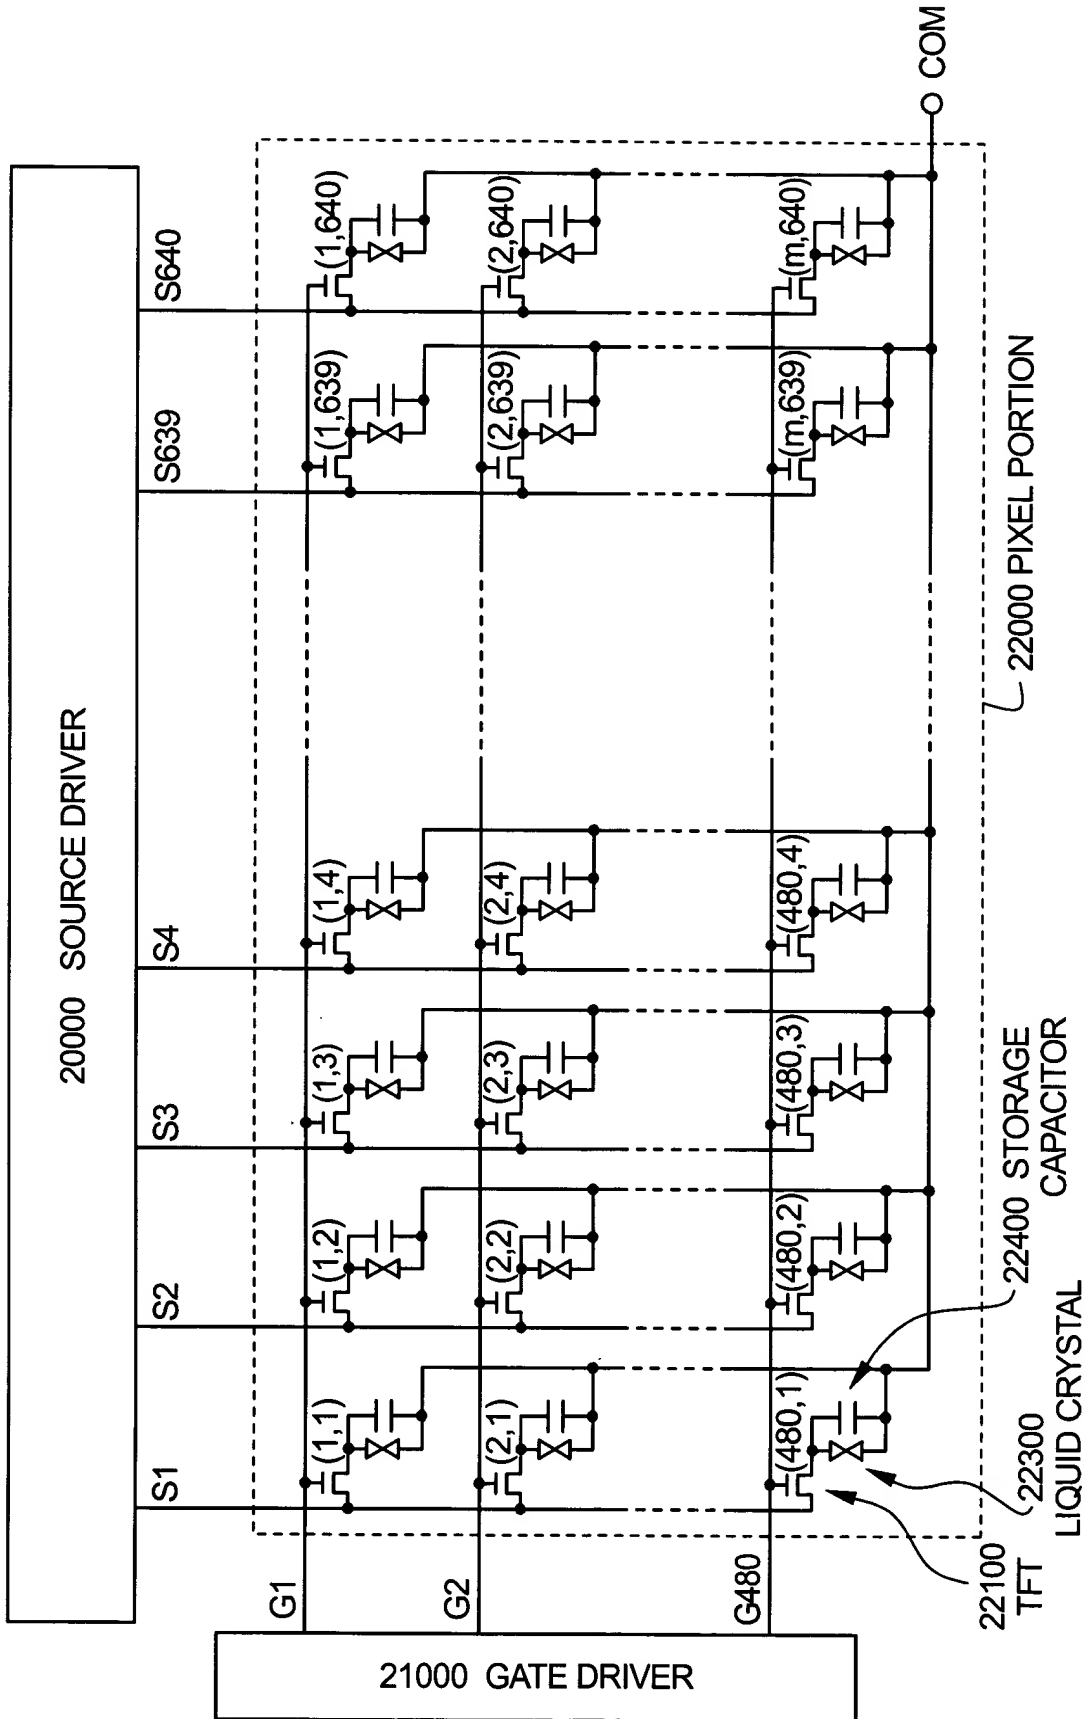 20000 SOURCE DRIVER
S1
S2
S3
S4
S639
S640
G1
(1,1)
(1,2)
(1,3)
(1,4)
(1,639)
(1,640)
G2
(2,1)
(2,2)
(2,3)
(2,4)
(2,639)
(2,640)
G480
(480,1)
(480,2)
(480,3)
(480,4)
(m,639)
(m,640)
21000 GATE DRIVER
COM
22100
TFT
22300
LIQUID CRYSTAL
22400 STORAGE
CAPACITOR
22000 PIXEL PORTION